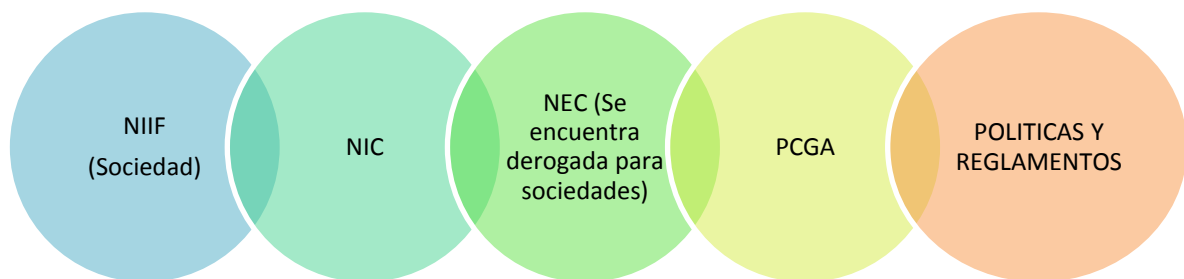 NIIF
(Sociedad)
NIC
NEC (Se
encuentra
derogada para
sociedades)
PCGA
POLITICAS Y
REGLAMENTOS